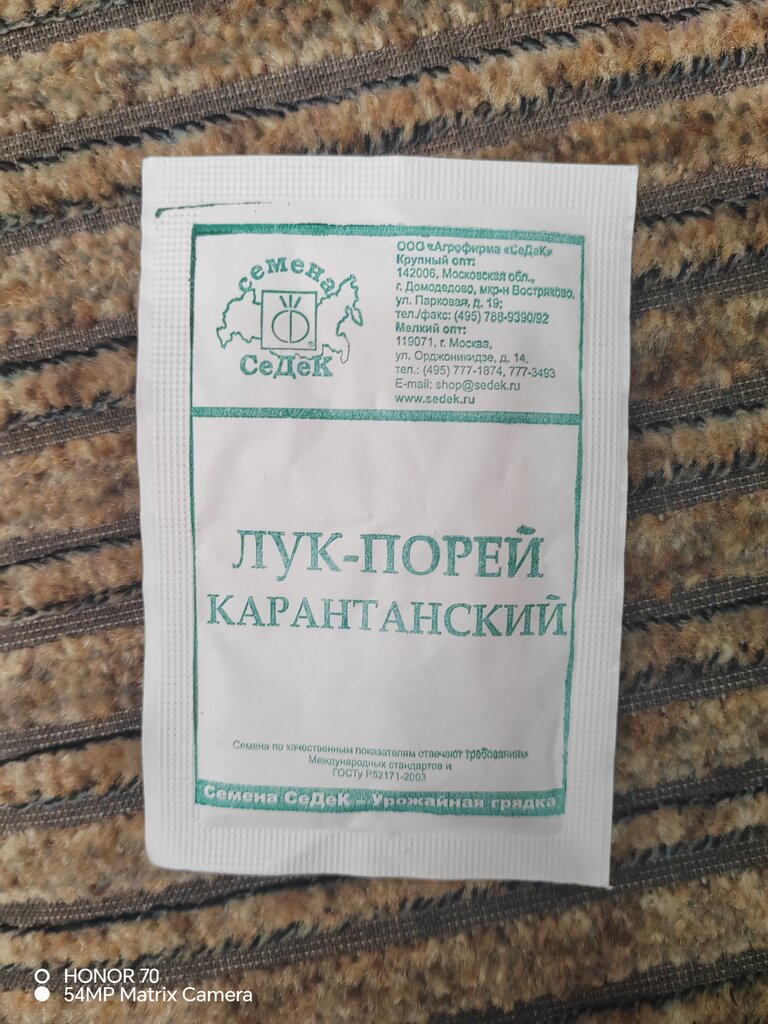 семена
СеДеК
ООО «Агрофирма «СеДеК»
Крупный опт:
142006, Московская обл.,
г. Домодедово, мкр-н Востряково,
ул. Парковая, д. 19;
тел./факс: (495) 788-9390/92
Мелкий опт:
119071, г. Москва,
ул. Орджоникидзе, д. 14.
тел.: (495) 777-1874, 777-3493
E-mail: shop@sedek.ru
www.sedek.ru
ЛУК-ПОРЕЙ
КАРАНТАНСКИЙ
Семена по качественным показателям отвечают требованиям
Международных стандартов и
ГОСТу Р52171-2003
Семена СеДеК – Урожайная грядка
HONOR 70
54MP Matrix Camera